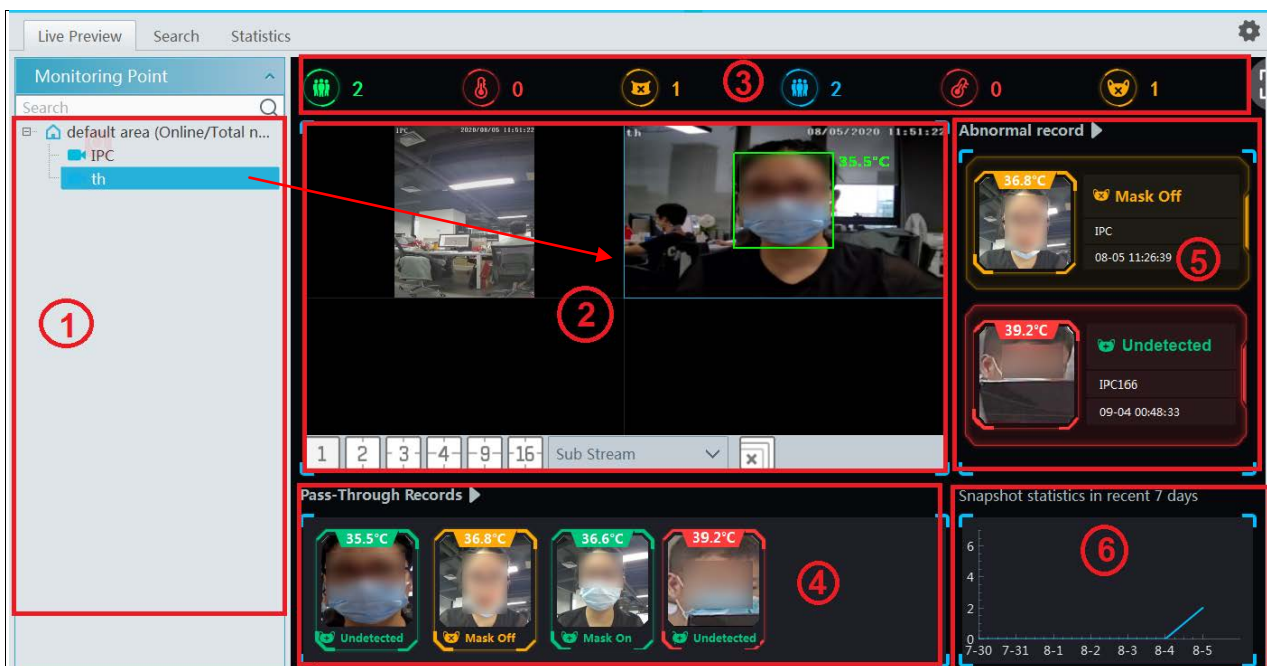 Live Preview Search Statistics
Monitoring Point
Search
default area (Online/Total n...
IPC
th
1
2 0 1 3 2 0 1
IPC 2020/08/05 11:51:22
th 08/05/2020 11:51:22
35.5°C
2
1 2 3 4 9 16 Sub Stream
Abnormal record
36.8°C
Mask Off
IPC
08-05 11:26:39
5
39.2°C
Undetected
IPC166
09-04 00:48:33
Pass-Through Records
35.5°C 36.8°C 36.6°C 39.2°C
4
Undetected Mask Off Mask On Undetected
Snapshot statistics in recent 7 days
6
6
4
2
0
7-30 7-31 8-1 8-2 8-3 8-4 8-5